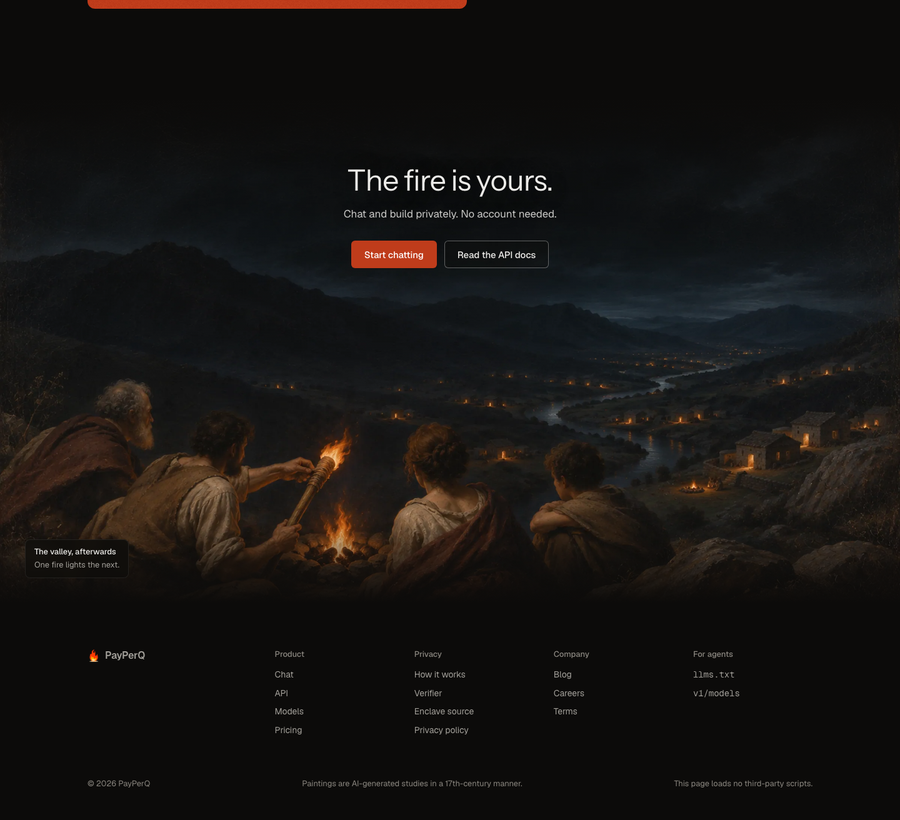 The fire is yours.
Chat and build privately. No account needed.
Start chatting
Read the API docs
The valley, afterwards
One fire lights the next.
PayPerQ
Product
Chat
API
Models
Pricing
Privacy
How it works
Verifier
Enclave source
Privacy policy
Company
Blog
Careers
Terms
For agents
llms.txt
v1/models
© 2026 PayPerQ
Paintings are AI-generated studies in a 17th-century manner.
This page loads no third-party scripts.